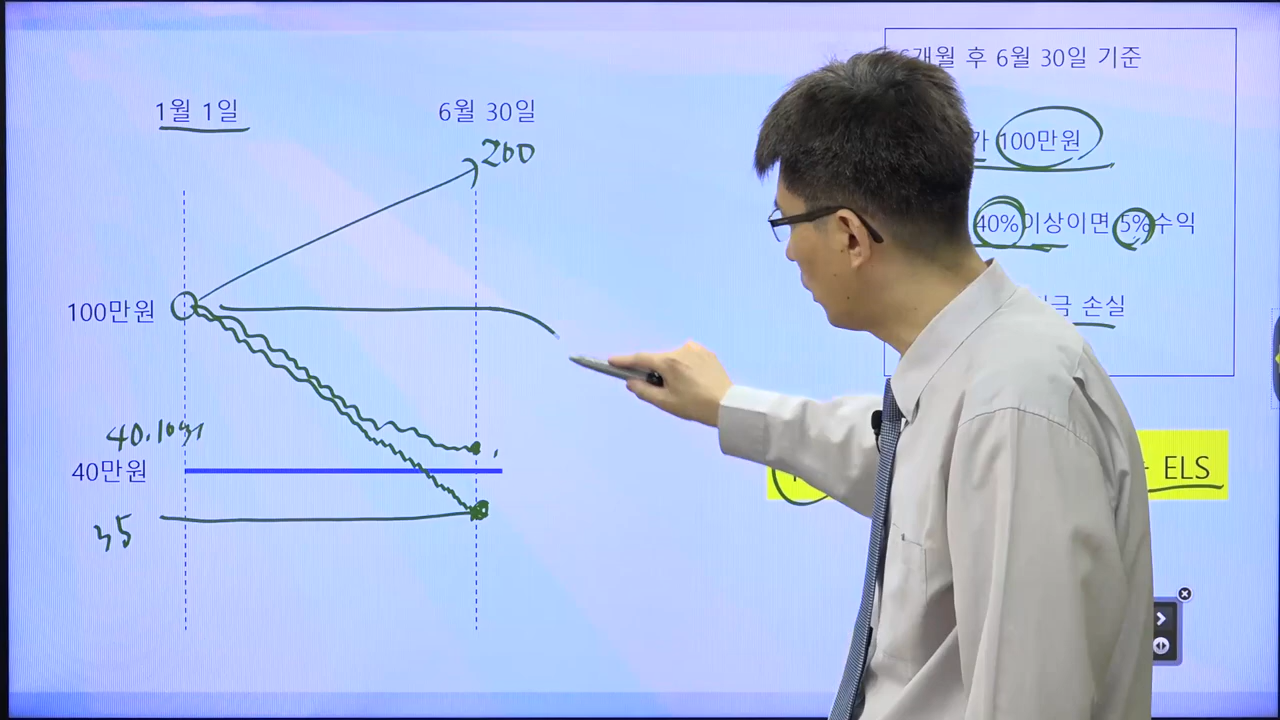 1월 1일
6월 30일
200
100만원
40.10만
40만원
35
6개월 후 6월 30일 기준
가 100만원
40%이상이면 5%수익
금 손실
ELS